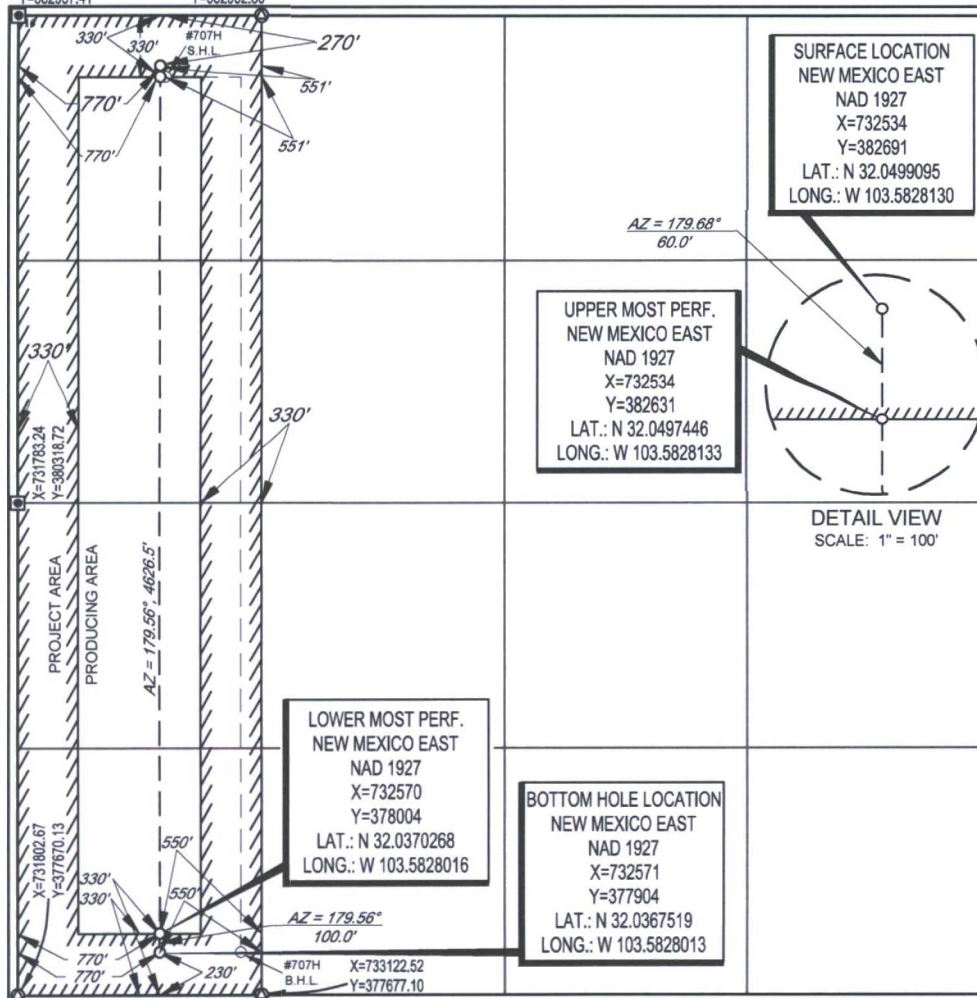 330'
330'
#707H
S.H.L.
270'
770'
551'
770'
551'
SURFACE LOCATION
NEW MEXICO EAST
NAD 1927
X=732534
Y=382691
LAT.: N 32.0499095
LONG.: W 103.5828130
AZ = 179.68°
60.0'
UPPER MOST PERF.
NEW MEXICO EAST
NAD 1927
X=732534
Y=382631
LAT.: N 32.0497446
LONG.: W 103.5828133
DETAIL VIEW
SCALE: 1" = 100'
330'
330'
X=731783.24
Y=380318.72
PROJECT AREA
PRODUCING AREA
AZ = 179.56°, 4626.5'
LOWER MOST PERF.
NEW MEXICO EAST
NAD 1927
X=732570
Y=378004
LAT.: N 32.0370268
LONG.: W 103.5828016
BOTTOM HOLE LOCATION
NEW MEXICO EAST
NAD 1927
X=732571
Y=377904
LAT.: N 32.0367519
LONG.: W 103.5828013
X=731802.67
Y=377670.13
550'
330'
330'
550'
AZ = 179.56°
100.0'
770'
770'
230'
#707H
B.H.L.
X=733122.52
Y=377677.10